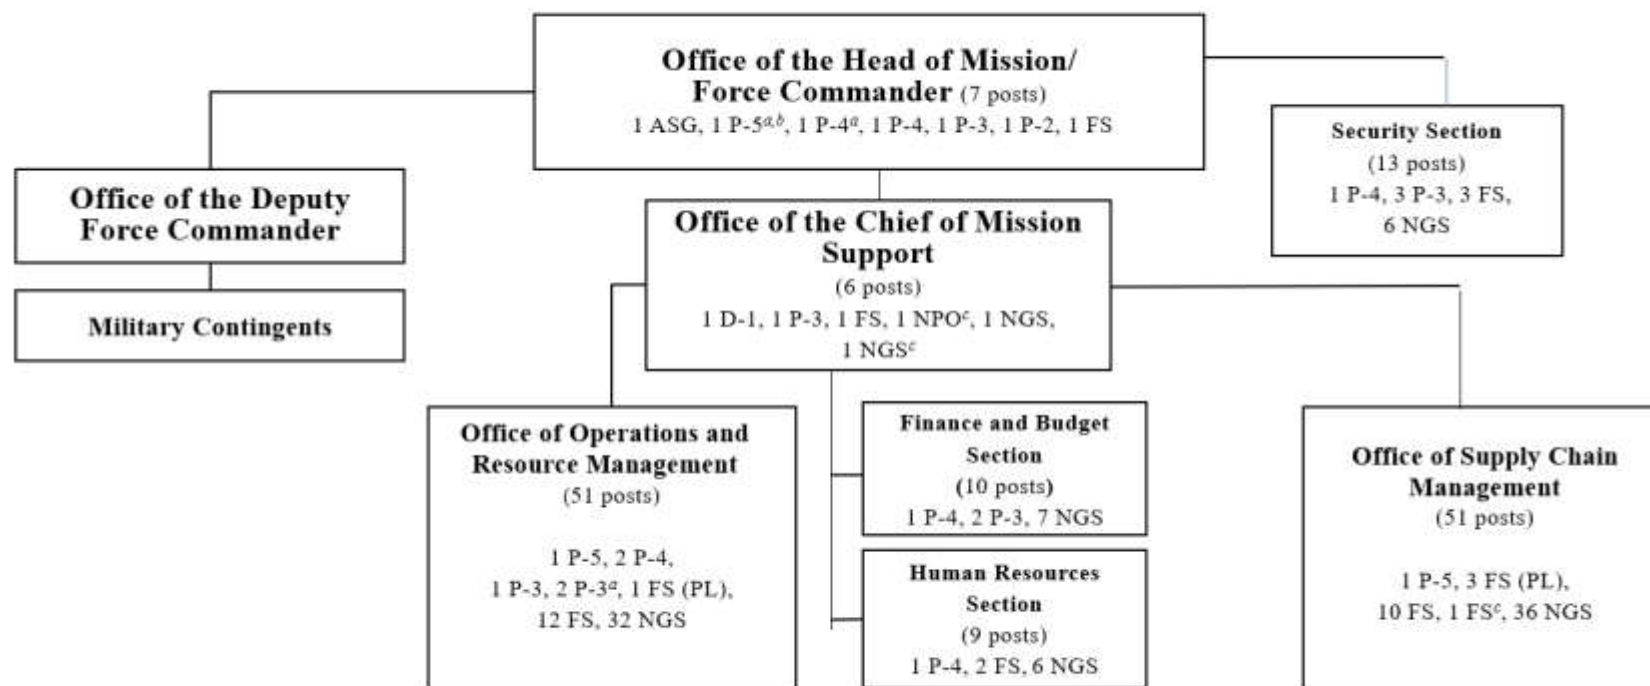 Office of the Head of Mission/
Force Commander (7 posts)
1 ASG, 1 P-5a,b, 1 P-4a, 1 P-4, 1 P-3, 1 P-2, 1 FS
Security Section
(13 posts)
1 P-4, 3 P-3, 3 FS,
6 NGS
Office of the Deputy
Force Commander
Military Contingents
Office of the Chief of Mission
Support
(6 posts)
1 D-1, 1 P-3, 1 FS, 1 NPOc, 1 NGS,
1 NGSc
Office of Operations and
Resource Management
(51 posts)
1 P-5, 2 P-4,
1 P-3, 2 P-3a, 1 FS (PL),
12 FS, 32 NGS
Finance and Budget
Section
(10 posts)
1 P-4, 2 P-3, 7 NGS
Human Resources
Section
(9 posts)
1 P-4, 2 FS, 6 NGS
Office of Supply Chain
Management
(51 posts)
1 P-5, 3 FS (PL),
10 FS, 1 FSc, 36 NGS